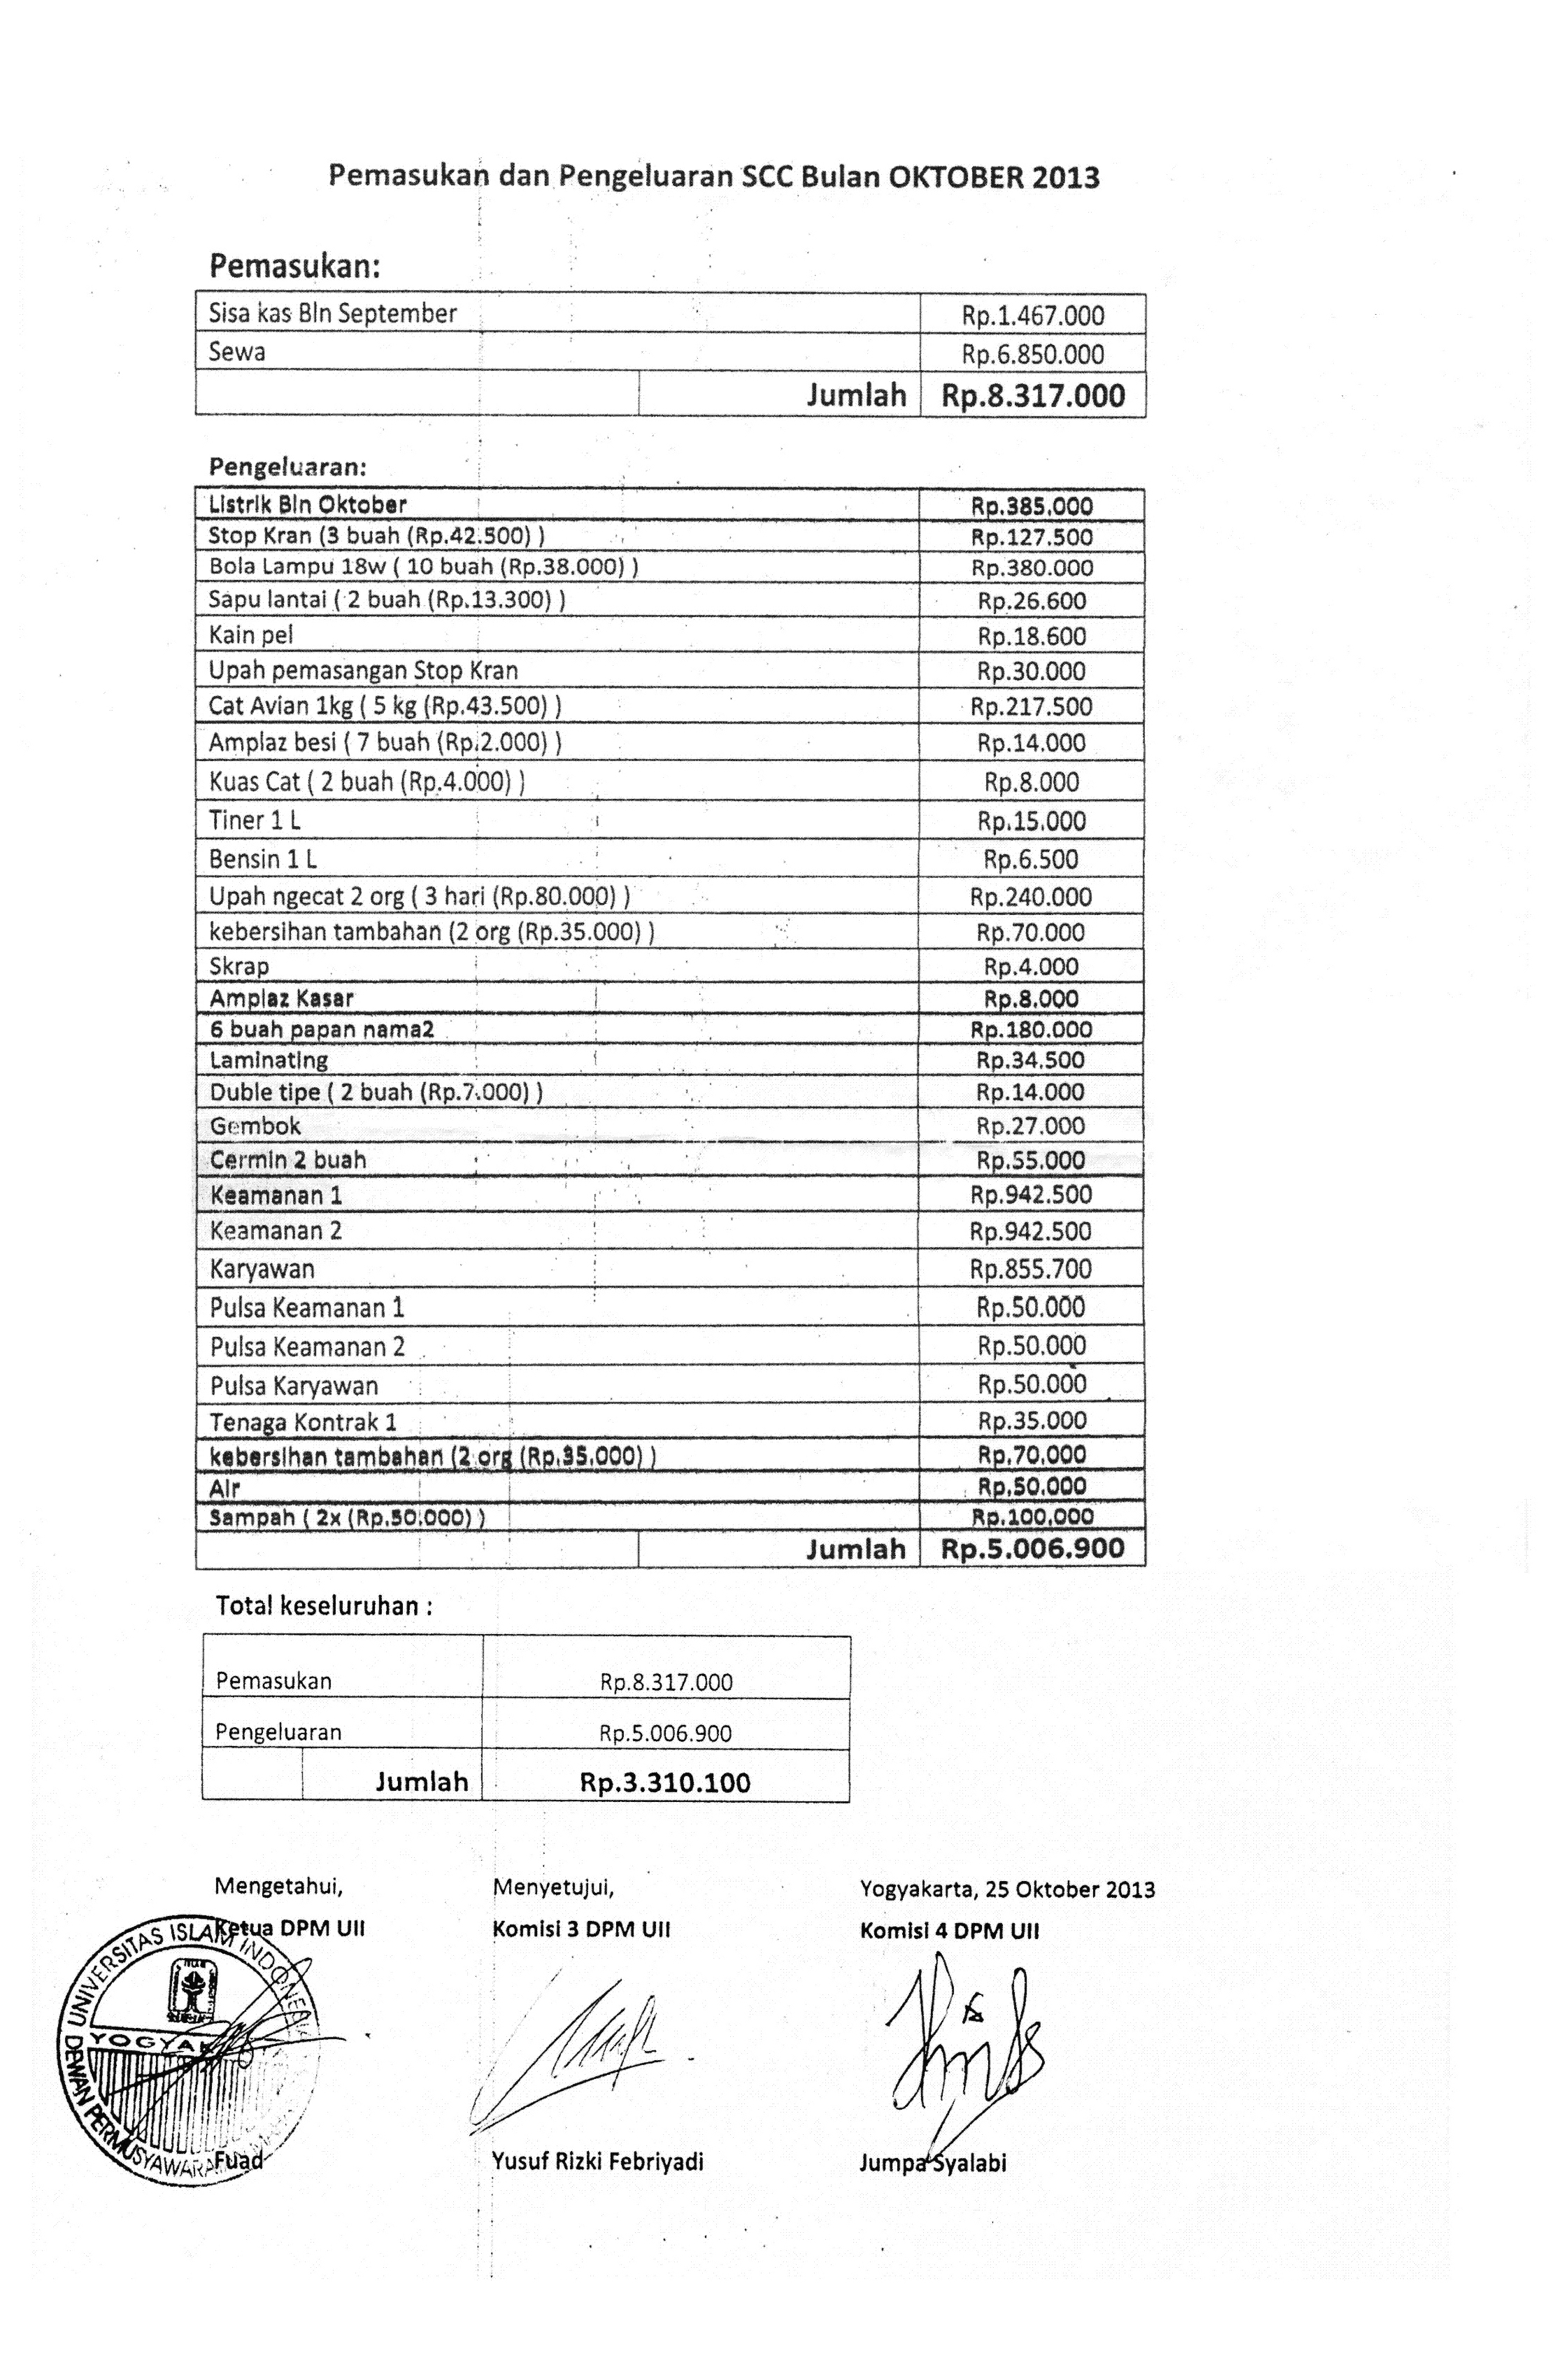 Pemasukan dan Pengeluaran SCC Bulan OKTOBER 2013
Pemasukan:
Sisa kas Bln September Rp.1.467.000
Sewa Rp.6.850.000
Jumlah Rp.8.317.000
Pengeluaran:
Listrik Bln Oktober Rp.385.000
Stop Kran (3 buah (Rp.42.500) ) Rp.127.500
Bola Lampu 18w ( 10 buah (Rp.38.000) ) Rp.380.000
Sapu lantai ( 2 buah (Rp.13.300) ) Rp.26.600
Kain pel Rp.18.600
Upah pemasangan Stop Kran Rp.30.000
Cat Avian 1kg ( 5 kg (Rp.43.500) ) Rp.217.500
Amplaz besi ( 7 buah (Rp.2.000) ) Rp.14.000
Kuas Cat ( 2 buah (Rp.4.000) ) Rp.8.000
Tiner 1 L Rp.15.000
Bensin 1 L Rp.6.500
Upah ngecat 2 org ( 3 hari (Rp.80.000) ) Rp.240.000
kebersihan tambahan (2 org (Rp.35.000) ) Rp.70.000
Skrap Rp.4.000
Amplaz Kasar Rp.8.000
6 buah papan nama2 Rp.180.000
Laminating Rp.34.500
Duble tipe ( 2 buah (Rp.7.000) ) Rp.14.000
Gembok Rp.27.000
Cermin 2 buah Rp.55.000
Keamanan 1 Rp.942.500
Keamanan 2 Rp.942.500
Karyawan Rp.855.700
Pulsa Keamanan 1 Rp.50.000
Pulsa Keamanan 2 Rp.50.000
Pulsa Karyawan Rp.50.000
Tenaga Kontrak 1 Rp.35.000
kebersihan tambahan (2 org (Rp.35.000) ) Rp.70.000
Air Rp.50.000
Sampah ( 2x (Rp.50.000) ) Rp.100.000
Jumlah Rp.5.006.900
Total keseluruhan :
Pemasukan Rp.8.317.000
Pengeluaran Rp.5.006.900
Jumlah Rp.3.310.100
Mengetahui, Menyetujui, Yogyakarta, 25 Oktober 2013
Ketua DPM UII Komisi 3 DPM UII Komisi 4 DPM UII
UNIVERSITAS ISLAM INDONESIA
DEWAN
Fuad Yusuf Rizki Febriyadi Jumpa Syalabi